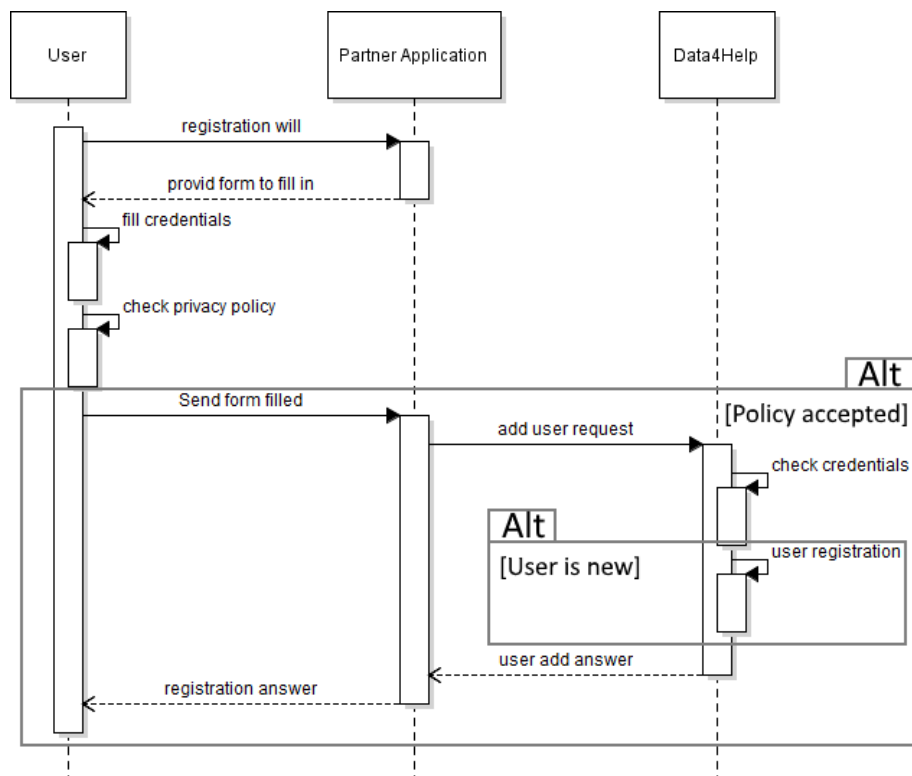 User
Partner Application
Data4Help
registration will
provid form to fill in
fill credentials
check privacy policy
Alt
Send form filled
[Policy accepted]
add user request
check credentials
Alt
user registration
[User is new]
user add answer
registration answer